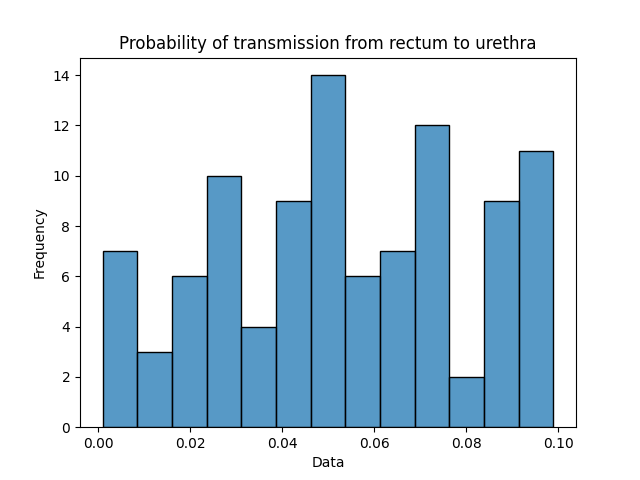 Probability of transmission from rectum to urethra
Frequency
14
12
10
8
6
4
2
0
0.00 0.02 0.04 0.06 0.08 0.10
Data